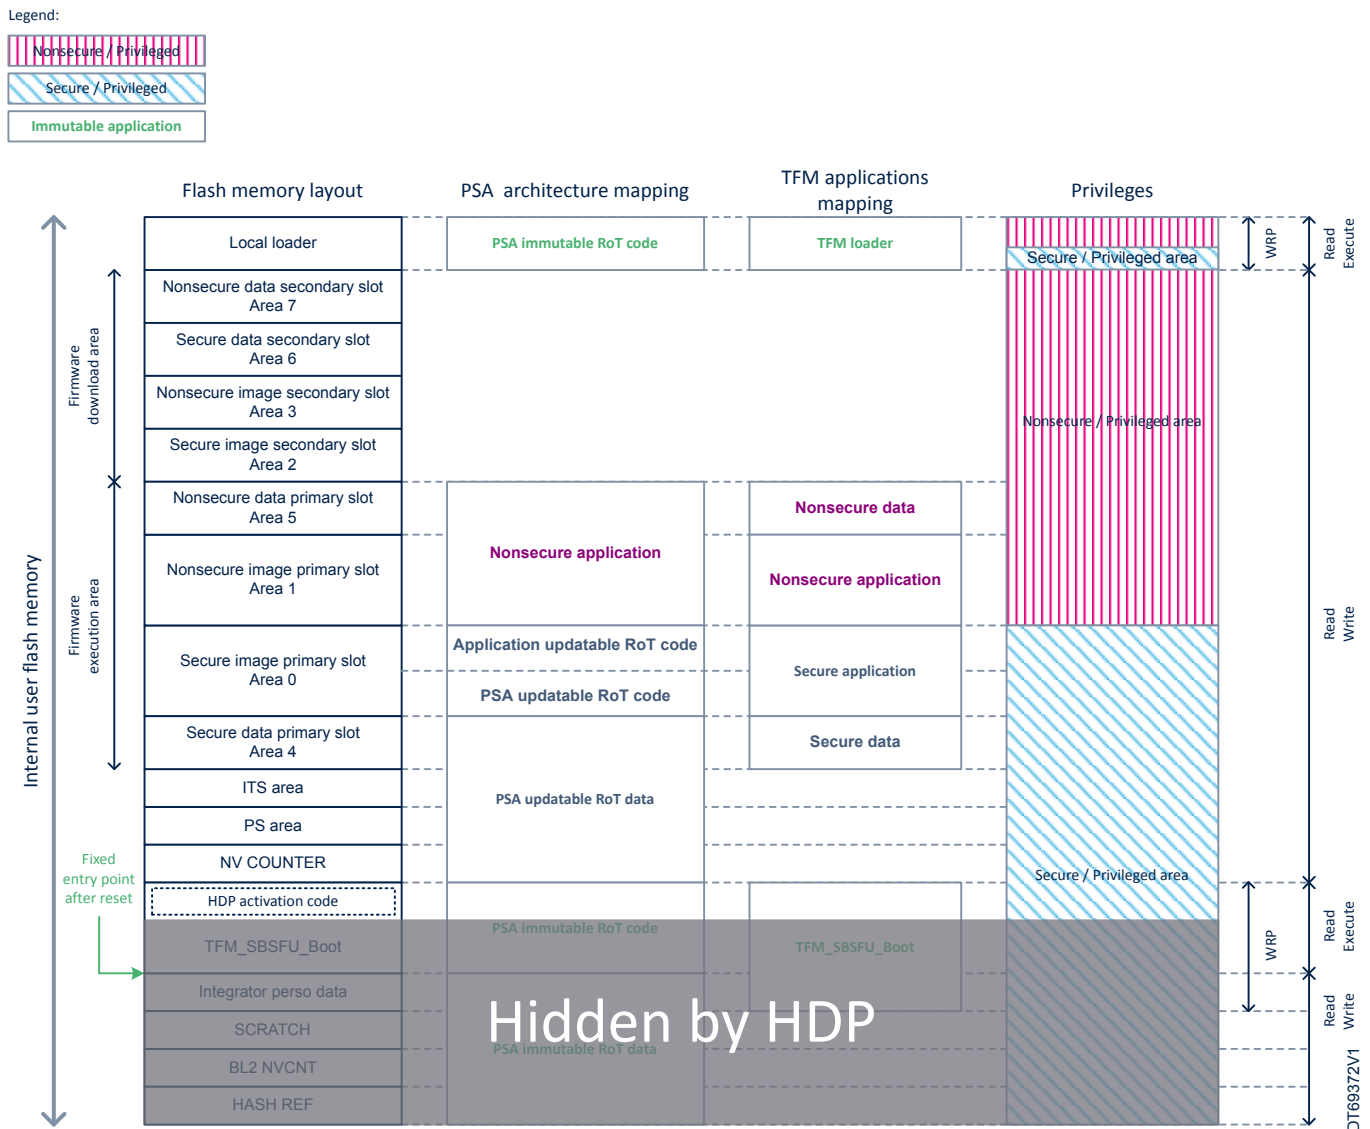 Legend:
Nonsecure / Privileged
Secure / Privileged
Immutable application
Flash memory layout
PSA architecture mapping
TFM applications
mapping
Privileges
Internal user flash memory
Firmware
download area
Firmware
execution area
Fixed
entry point
after reset
Local loader
Nonsecure data secondary slot
Area 7
Secure data secondary slot
Area 6
Nonsecure image secondary slot
Area 3
Secure image secondary slot
Area 2
Nonsecure data primary slot
Area 5
Nonsecure image primary slot
Area 1
Secure image primary slot
Area 0
Secure data primary slot
Area 4
ITS area
PS area
NV COUNTER
HDP activation code
TFM_SBSFU_Boot
Integrator perso data
SCRATCH
BL2 NVCNT
HASH REF
PSA immutable RoT code
Nonsecure application
Application updatable RoT code
PSA updatable RoT code
PSA updatable RoT data
PSA immutable RoT code
PSA immutable RoT data
Hidden by HDP
TFM loader
Nonsecure data
Nonsecure application
Secure application
Secure data
TFM_SBSFU_Boot
Secure / Privileged area
Nonsecure / Privileged area
Secure / Privileged area
WRP
WRP
Read
Execute
Read
Write
Read
Execute
Read
Write
DT69372V1